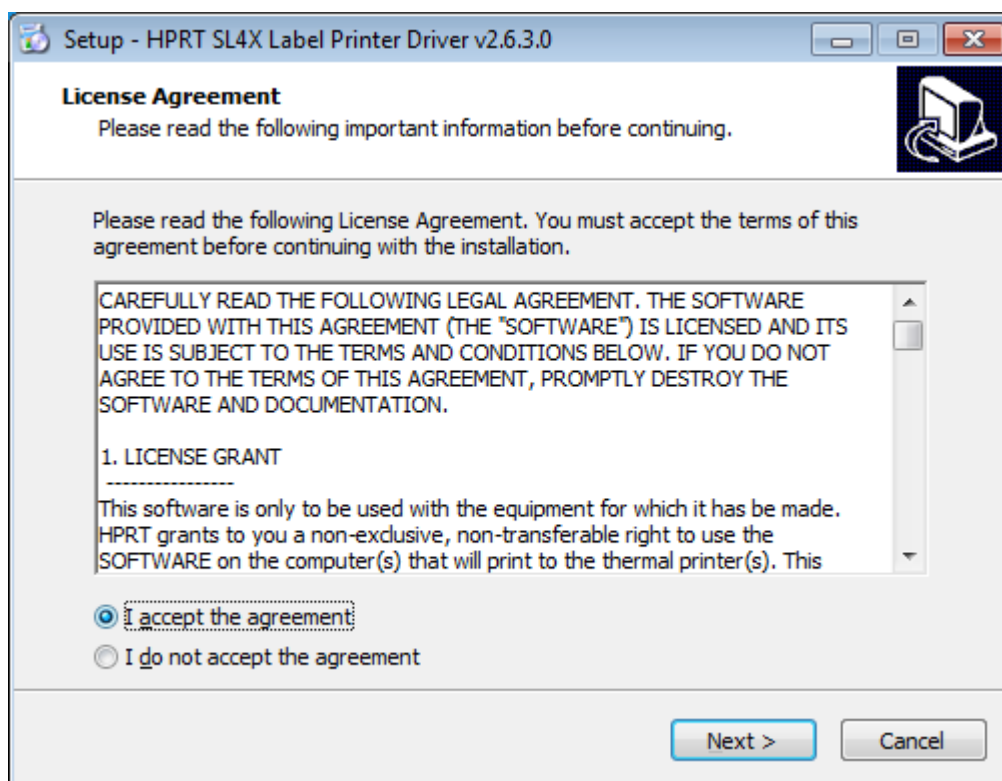 Setup - HPRT SL4X Label Printer Driver v2.6.3.0
License Agreement
Please read the following important information before continuing.
Please read the following License Agreement. You must accept the terms of this
agreement before continuing with the installation.
CAREFULLY READ THE FOLLOWING LEGAL AGREEMENT. THE SOFTWARE
PROVIDED WITH THIS AGREEMENT (THE "SOFTWARE") IS LICENSED AND ITS
USE IS SUBJECT TO THE TERMS AND CONDITIONS BELOW. IF YOU DO NOT
AGREE TO THE TERMS OF THIS AGREEMENT, PROMPTLY DESTROY THE
SOFTWARE AND DOCUMENTATION.
1. LICENSE GRANT
----------------
This software is only to be used with the equipment for which it has be made.
HPRT grants to you a non-exclusive, non-transferable right to use the
SOFTWARE on the computer(s) that will print to the thermal printer(s). This
I accept the agreement
I do not accept the agreement
Next >
Cancel